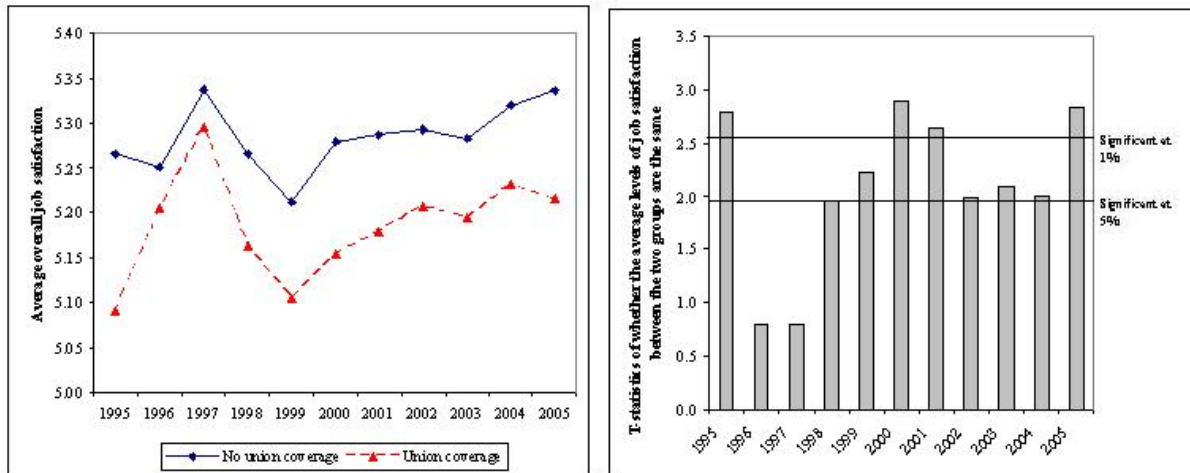 Average overall job satisfaction
5.40
5.35
5.30
5.25
5.20
5.15
5.10
5.05
5.00
1995 1996 1997 1998 1999 2000 2001 2002 2003 2004 2005
No union coverage Union coverage
T-statistics of whether the average levels of job satisfaction
between the two groups are the same
3.5
3.0
2.5
2.0
1.5
1.0
0.5
0.0
Significant at
1%
Significant at
5%
1995 1996 1997 1998 1999 2000 2001 2002 2003 2004 2005